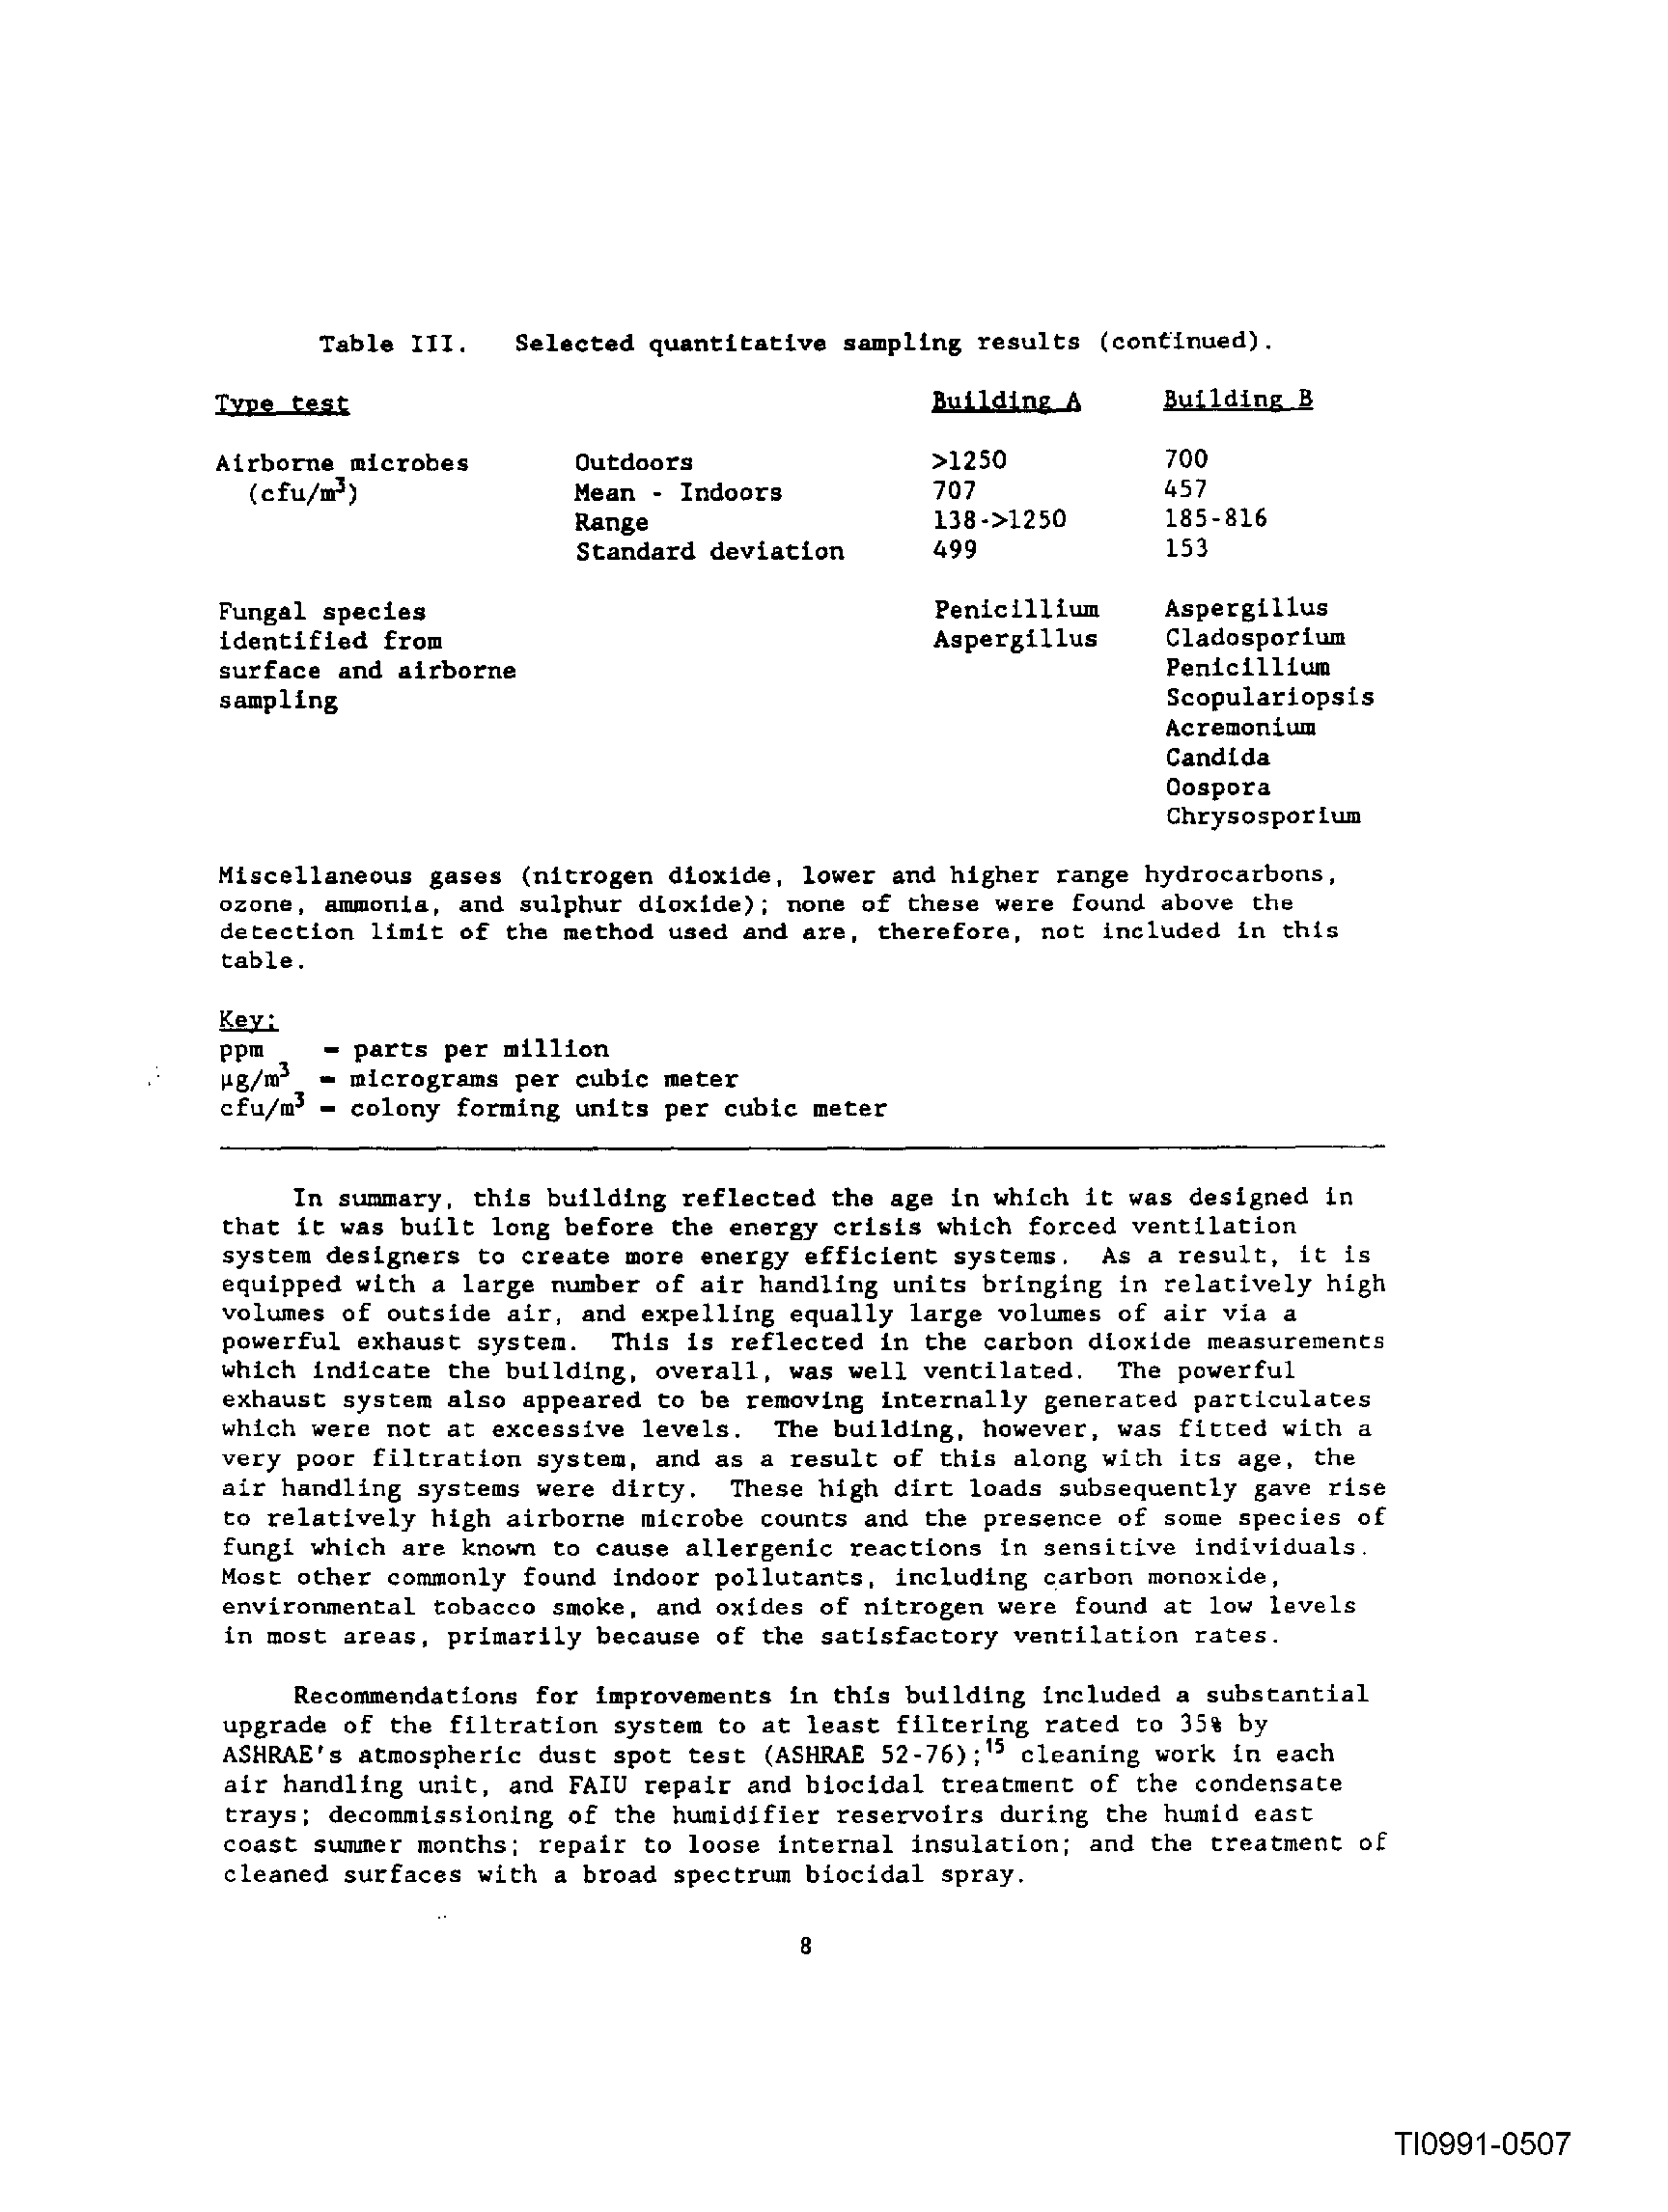 Table III. Selected quantitative sampling results (continued).
Type test Building A Building B
Airborne microbes Outdoors >1250 700
(cfu/m³) Mean - Indoors 707 457
Range 138->1250 185-816
Standard deviation 499 153
Fungal species Penicillium Aspergillus
identified from Aspergillus Cladosporium
surface and airborne Penicillium
sampling Scopulariopsis
Acremonium
Candida
Oospora
Chrysosporium
Miscellaneous gases (nitrogen dioxide, lower and higher range hydrocarbons,
ozone, ammonia, and sulphur dioxide); none of these were found above the
detection limit of the method used and are, therefore, not included in this
table.
Key:
ppm = parts per million
µg/m³ = micrograms per cubic meter
cfu/m³ = colony forming units per cubic meter
In summary, this building reflected the age in which it was designed in
that it was built long before the energy crisis which forced ventilation
system designers to create more energy efficient systems. As a result, it is
equipped with a large number of air handling units bringing in relatively high
volumes of outside air, and expelling equally large volumes of air via a
powerful exhaust system. This is reflected in the carbon dioxide measurements
which indicate the building, overall, was well ventilated. The powerful
exhaust system also appeared to be removing internally generated particulates
which were not at excessive levels. The building, however, was fitted with a
very poor filtration system, and as a result of this along with its age, the
air handling systems were dirty. These high dirt loads subsequently gave rise
to relatively high airborne microbe counts and the presence of some species of
fungi which are known to cause allergenic reactions in sensitive individuals.
Most other commonly found indoor pollutants, including carbon monoxide,
environmental tobacco smoke, and oxides of nitrogen were found at low levels
in most areas, primarily because of the satisfactory ventilation rates.
Recommendations for improvements in this building included a substantial
upgrade of the filtration system to at least filtering rated to 35% by
ASHRAE's atmospheric dust spot test (ASHRAE 52-76);¹⁵ cleaning work in each
air handling unit, and FAIU repair and biocidal treatment of the condensate
trays; decommissioning of the humidifier reservoirs during the humid east
coast summer months; repair to loose internal insulation; and the treatment of
cleaned surfaces with a broad spectrum biocidal spray.
8
TI0991-0507